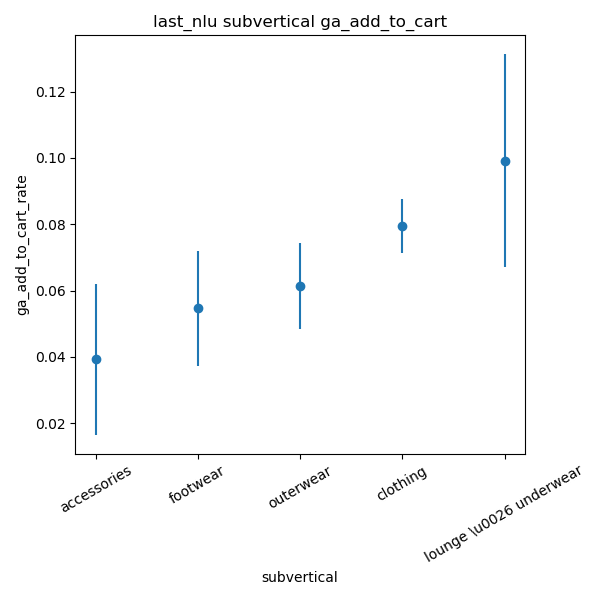 last_nlu subvertical ga_add_to_cart
ga_add_to_cart_rate
0.12
0.10
0.08
0.06
0.04
0.02
accessories
footwear
outerwear
clothing
lounge \u0026 underwear
subvertical